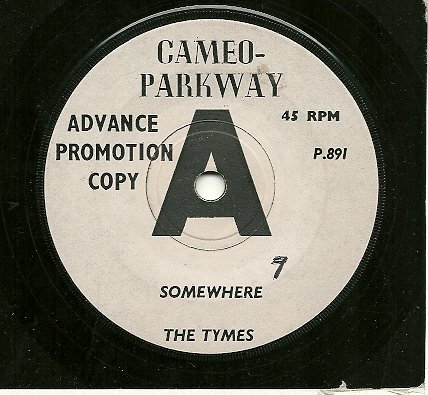 CAMEO-
PARKWAY
ADVANCE
PROMOTION
COPY
A
45 RPM
P.891
7
SOMEWHERE
THE TYMES